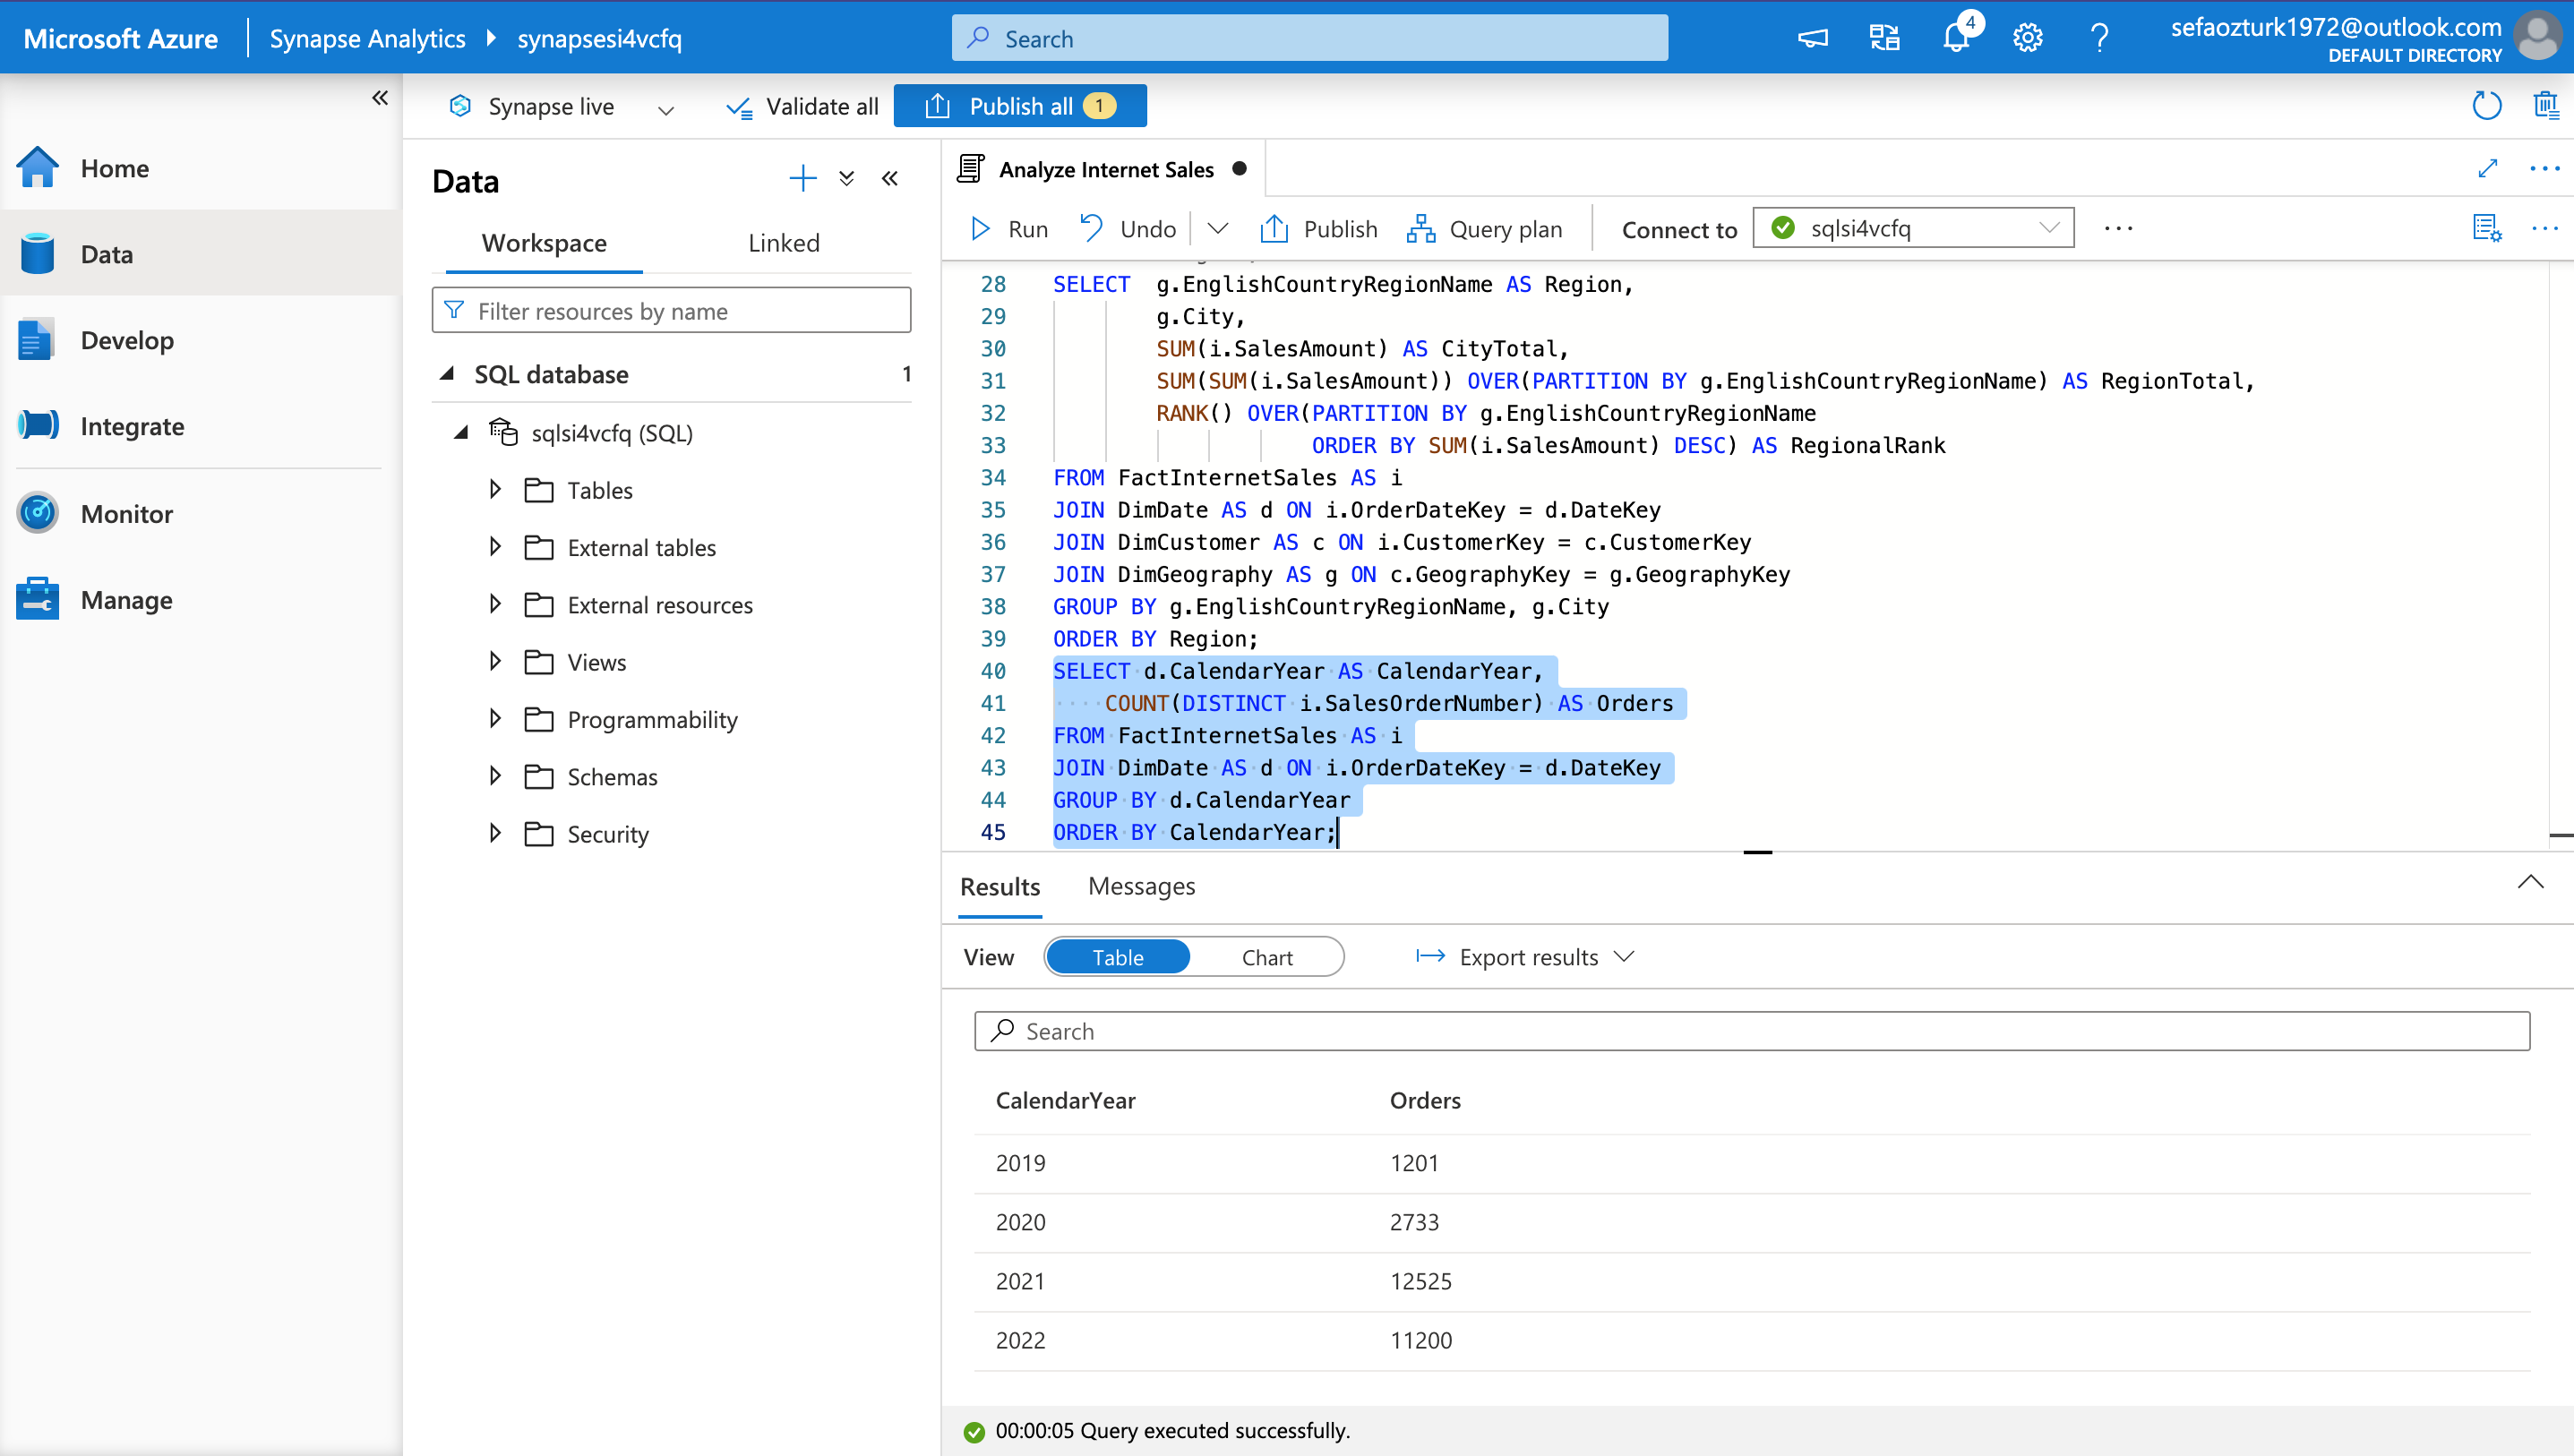 Microsoft Azure Synapse Analytics synapsesi4vcfq Search 4 sefaozturk1972@outlook.com
DEFAULT DIRECTORY
Synapse live Validate all Publish all 1
Home
Data
Develop
Integrate
Monitor
Manage
Data
Workspace Linked
Filter resources by name
SQL database 1
sqlsi4vcfq (SQL)
Tables
External tables
External resources
Views
Programmability
Schemas
Security
Analyze Internet Sales
Run Undo Publish Query plan Connect to sqlsi4vcfq
28 SELECT g.EnglishCountryRegionName AS Region,
29 g.City,
30 SUM(i.SalesAmount) AS CityTotal,
31 SUM(SUM(i.SalesAmount)) OVER(PARTITION BY g.EnglishCountryRegionName) AS RegionTotal,
32 RANK() OVER(PARTITION BY g.EnglishCountryRegionName
33 ORDER BY SUM(i.SalesAmount) DESC) AS RegionalRank
34 FROM FactInternetSales AS i
35 JOIN DimDate AS d ON i.OrderDateKey = d.DateKey
36 JOIN DimCustomer AS c ON i.CustomerKey = c.CustomerKey
37 JOIN DimGeography AS g ON c.GeographyKey = g.GeographyKey
38 GROUP BY g.EnglishCountryRegionName, g.City
39 ORDER BY Region;
40 SELECT d.CalendarYear AS CalendarYear,
41 COUNT(DISTINCT i.SalesOrderNumber) AS Orders
42 FROM FactInternetSales AS i
43 JOIN DimDate AS d ON i.OrderDateKey = d.DateKey
44 GROUP BY d.CalendarYear
45 ORDER BY CalendarYear;
Results Messages
View Table Chart Export results
Search
CalendarYear Orders
2019 1201
2020 2733
2021 12525
2022 11200
00:00:05 Query executed successfully.